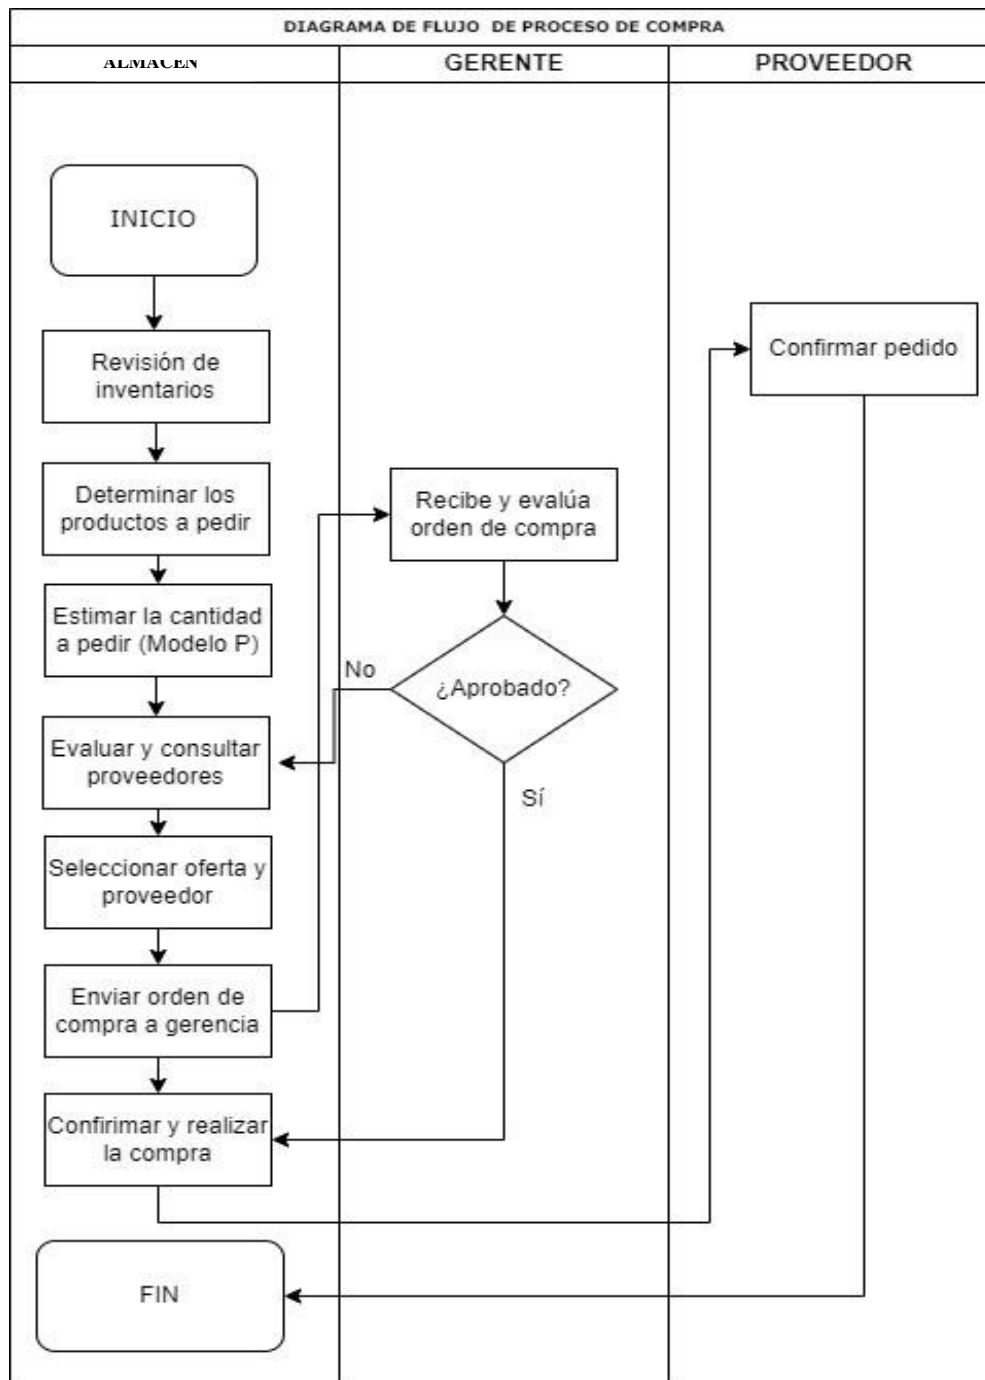 DIAGRAMA DE FLUJO DE PROCESO DE COMPRA
ALMACEN
GERENTE
PROVEEDOR
INICIO
Revisión de
inventarios
Determinar los
productos a pedir
Estimar la cantidad
a pedir (Modelo P)
Evaluar y consultar
proveedores
Seleccionar oferta y
proveedor
Enviar orden de
compra a gerencia
Confirimar y realizar
la compra
FIN
Recibe y evalúa
orden de compra
¿Aprobado?
No
Sí
Confirmar pedido